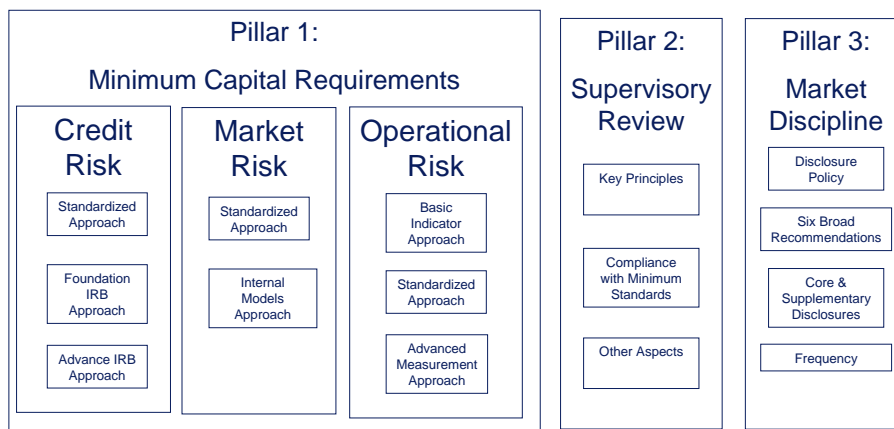 Pillar 1:
Minimum Capital Requirements
Credit
Risk
Standardized
Approach
Foundation
IRB
Approach
Advance IRB
Approach
Market
Risk
Standardized
Approach
Internal
Models
Approach
Operational
Risk
Basic
Indicator
Approach
Standardized
Approach
Advanced
Measurement
Approach
Pillar 2:
Supervisory
Review
Key Principles
Compliance
with Minimum
Standards
Other Aspects
Pillar 3:
Market
Discipline
Disclosure
Policy
Six Broad
Recommendations
Core &
Supplementary
Disclosures
Frequency